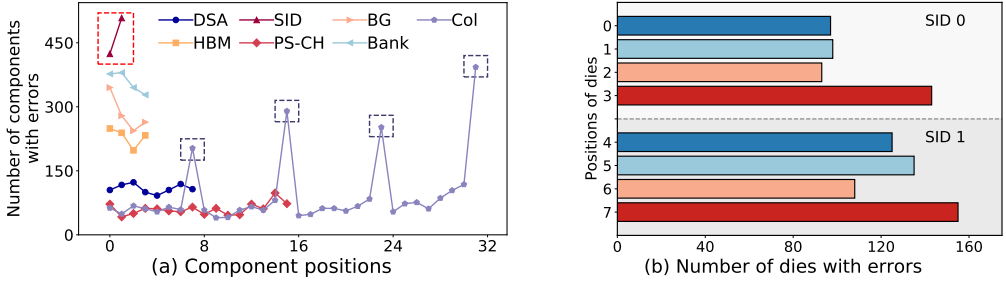 Number of components
with errors
450
300
150
0
DSA
SID
BG
Col
HBM
PS-CH
Bank
0
8
16
24
32
(a) Component positions
Positions of dies
0
1
2
3
4
5
6
7
SID 0
SID 1
0
40
80
120
160
(b) Number of dies with errors